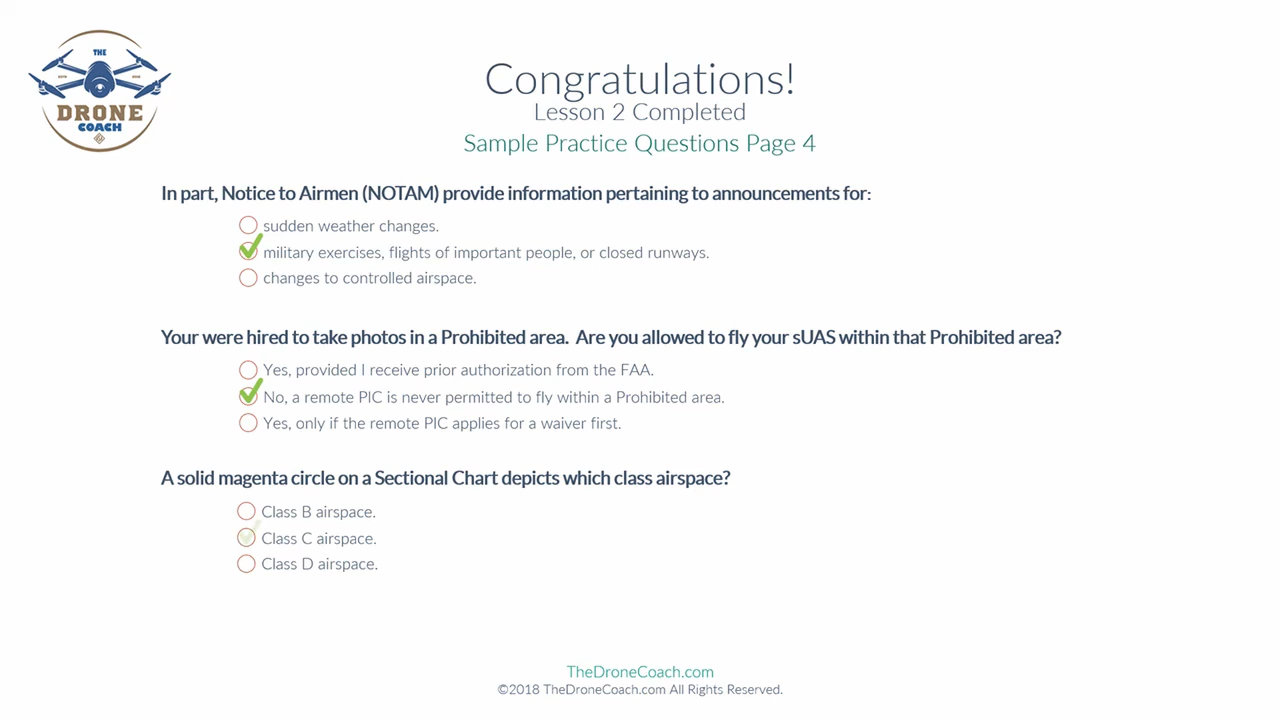 THE
DRONE
COACH
Congratulations!
Lesson 2 Completed
Sample Practice Questions Page 4
In part, Notice to Airmen (NOTAM) provide information pertaining to announcements for:
sudden weather changes.
military exercises, flights of important people, or closed runways.
changes to controlled airspace.
Your were hired to take photos in a Prohibited area. Are you allowed to fly your sUAS within that Prohibited area?
Yes, provided I receive prior authorization from the FAA.
No, a remote PIC is never permitted to fly within a Prohibited area.
Yes, only if the remote PIC applies for a waiver first.
A solid magenta circle on a Sectional Chart depicts which class airspace?
Class B airspace.
Class C airspace.
Class D airspace.
TheDroneCoach.com
©2018 TheDroneCoach.com All Rights Reserved.